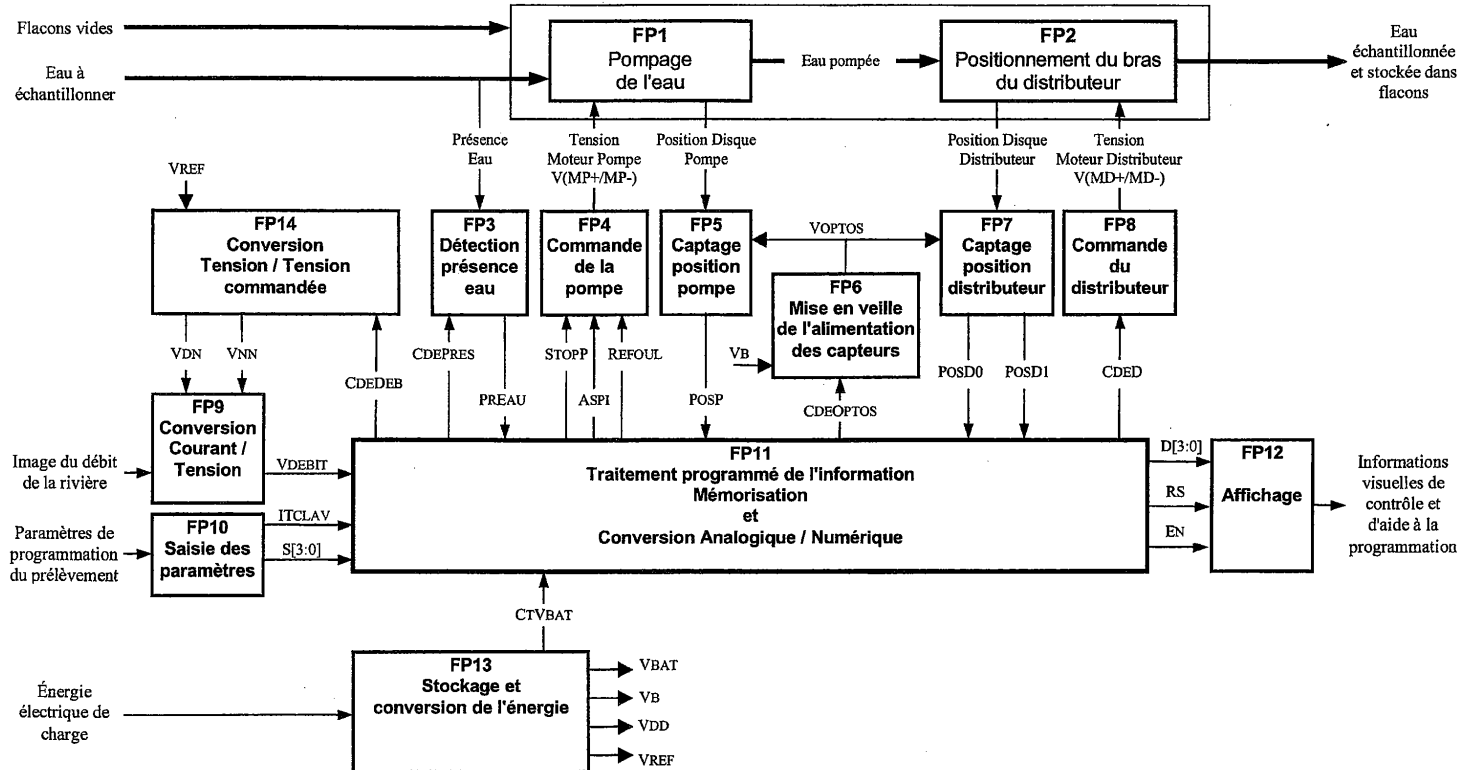 Flacons vides
Eau à
échantillonner
FP1
Pompage
de l'eau
Eau pompée
FP2
Positionnement du bras
du distributeur
Eau
échantillonnée
et stockée dans
flacons
Présence
Eau
Tension
Moteur Pompe
V(MP+/MP-)
Position Disque
Pompe
Position Disque
Distributeur
Tension
Moteur Distributeur
V(MD+/MD-)
VREF
FP14
Conversion
Tension / Tension
commandée
FP3
Détection
présence
eau
FP4
Commande
de la
pompe
FP5
Captage
position
pompe
VOPTOS
FP6
Mise en veille
de l'alimentation
des capteurs
FP7
Captage
position
distributeur
FP8
Commande
du
distributeur
VDN
VNN
CDEDEB
CDEPRES
PREAU
STOPP
ASPI
REFOUL
POSP
VB
CDEOPTOS
POSD0
POSD1
CDED
FP9
Conversion
Courant /
Tension
Image du débit
de la rivière
VDEBIT
FP10
Saisie des
paramètres
Paramètres de
programmation
du prélèvement
ITCLAV
S[3:0]
FP11
Traitement programmé de l'information
Mémorisation
et
Conversion Analogique / Numérique
D[3:0]
RS
EN
FP12
Affichage
Informations
visuelles de
contrôle et
d'aide à la
programmation
CTVBAT
FP13
Stockage et
conversion de l'énergie
Énergie
électrique de
charge
VBAT
VB
VDD
VREF